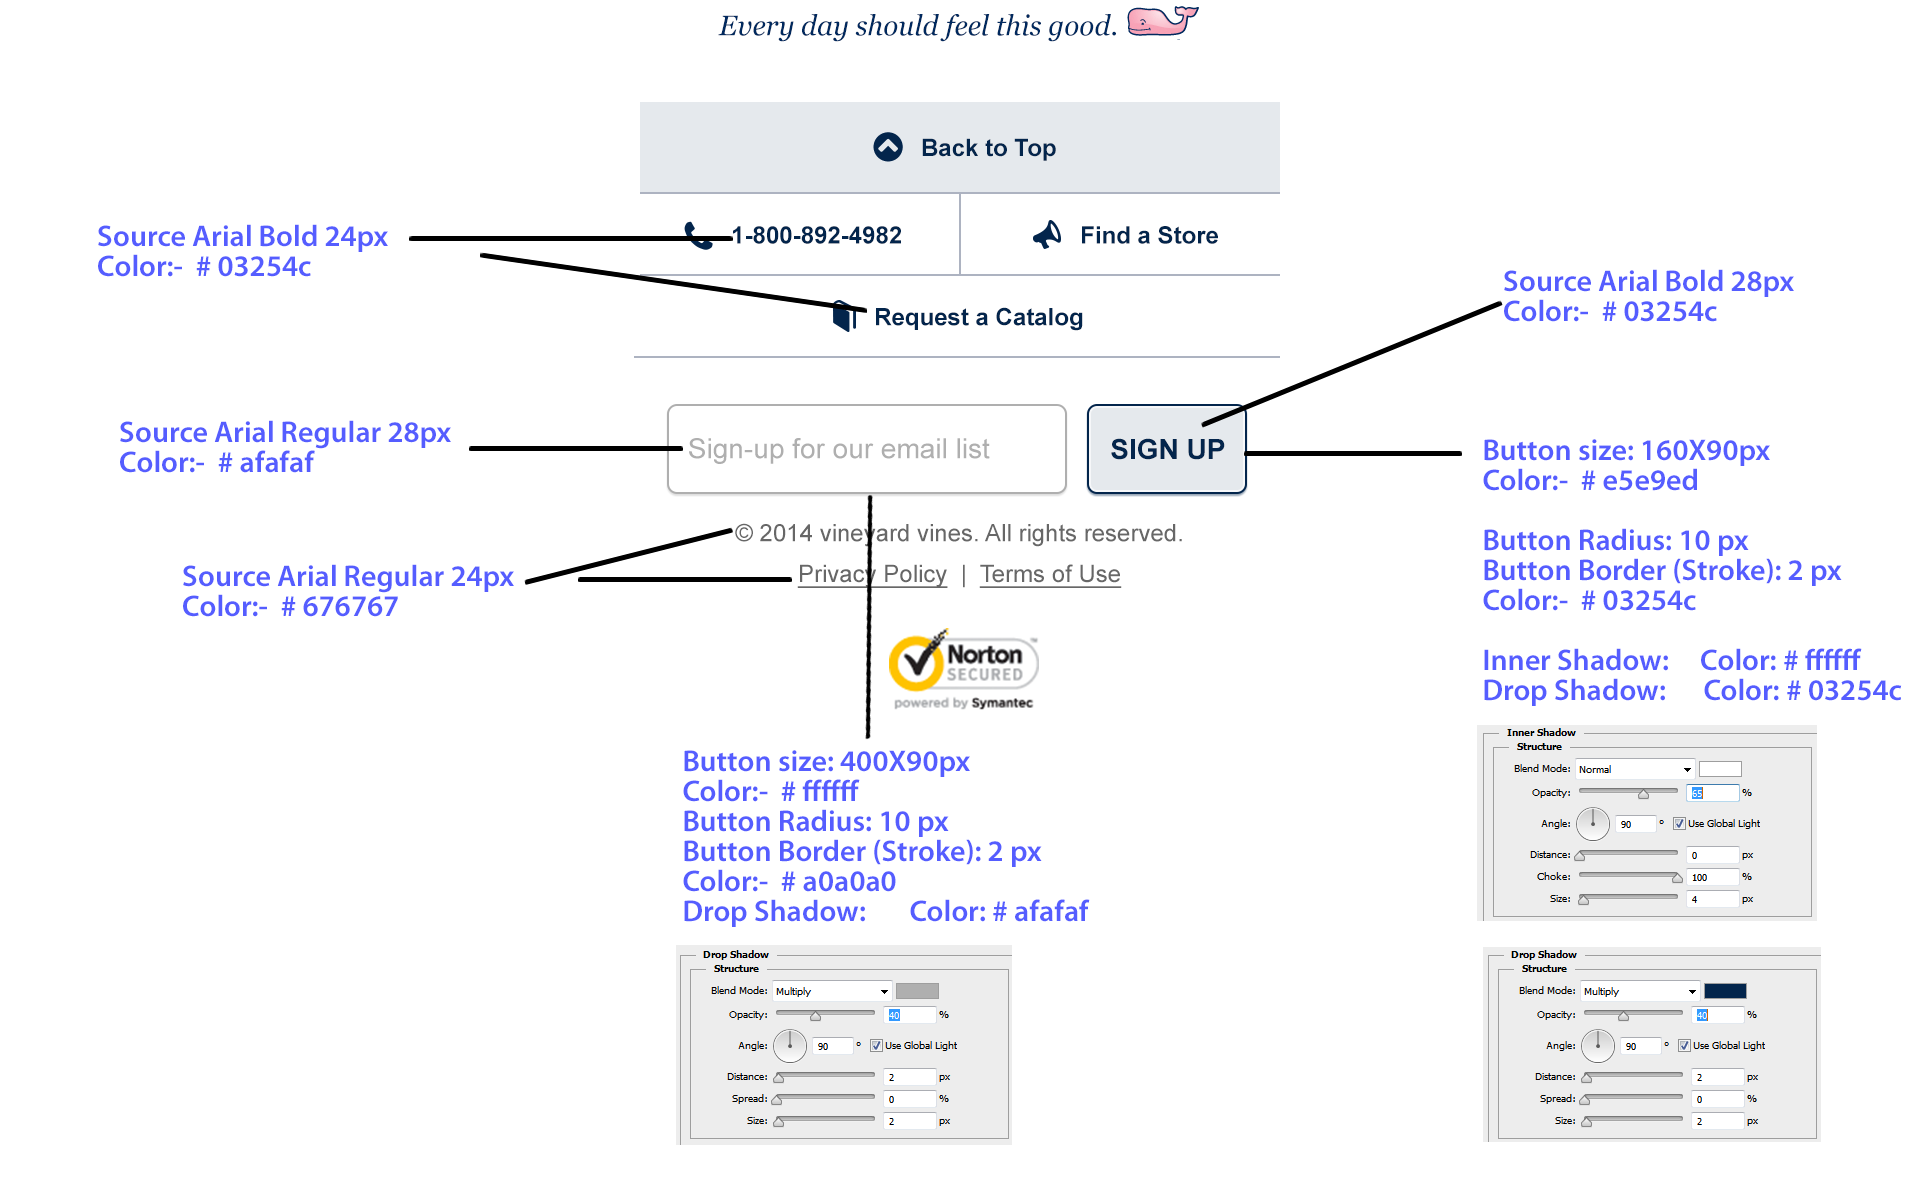 Every day should feel this good.
Back to Top
1-800-892-4982
Find a Store
Request a Catalog
Source Arial Bold 24px
Color:- # 03254c
Source Arial Bold 28px
Color:- # 03254c
Source Arial Regular 28px
Color:- # afafaf
Sign-up for our email list
SIGN UP
Button size: 160X90px
Color:- # e5e9ed
Button Radius: 10 px
Button Border (Stroke): 2 px
Color:- # 03254c
Inner Shadow: Color: # ffffff
Drop Shadow: Color: # 03254c
© 2014 vineyard vines. All rights reserved.
Privacy Policy | Terms of Use
Source Arial Regular 24px
Color:- # 676767
Norton
SECURED
™
powered by Symantec
Button size: 400X90px
Color:- # ffffff
Button Radius: 10 px
Button Border (Stroke): 2 px
Color:- # a0a0a0
Drop Shadow: Color: # afafaf
Inner Shadow
Structure
Blend Mode: Normal
Opacity: 65 %
Angle: 90 ° Use Global Light
Distance: 0 px
Choke: 100 %
Size: 4 px
Drop Shadow
Structure
Blend Mode: Multiply
Opacity: 40 %
Angle: 90 ° Use Global Light
Distance: 2 px
Spread: 0 %
Size: 2 px
Drop Shadow
Structure
Blend Mode: Multiply
Opacity: 40 %
Angle: 90 ° Use Global Light
Distance: 2 px
Spread: 0 %
Size: 2 px